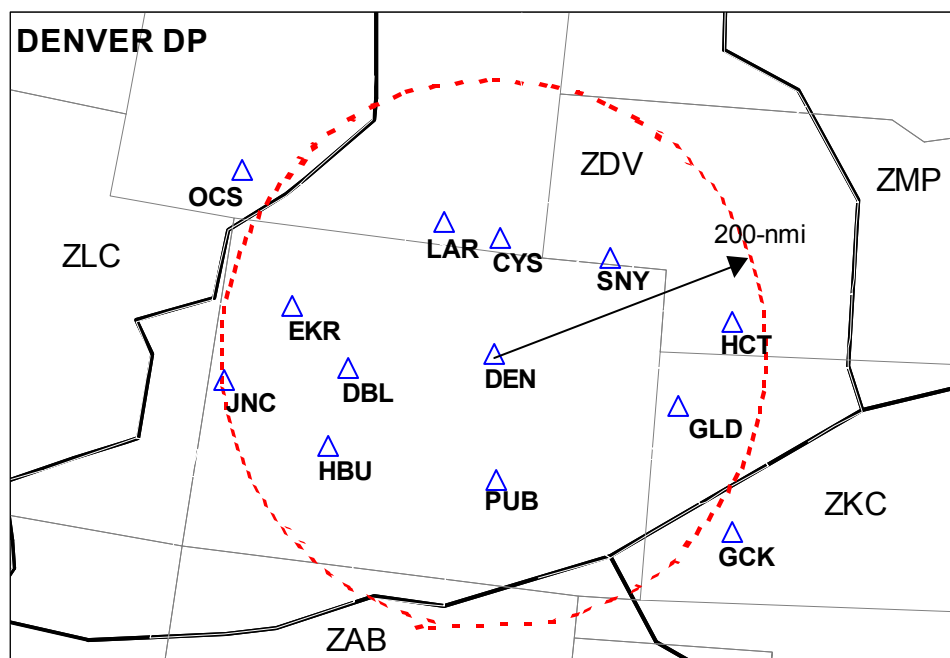 DENVER DP
ZDV
ZMP
OCS
200-nmi
LAR
CYS
ZLC
SNY
EKR
HCT
DEN
DBL
JNC
GLD
HBU
PUB
ZKC
GCK
ZAB